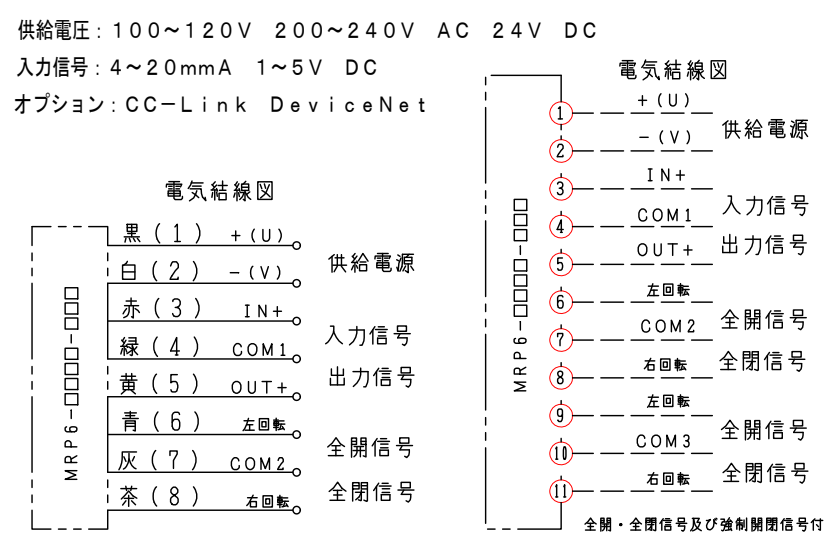 供給電圧：１００～１２０Ｖ　２００～２４０Ｖ　ＡＣ　２４Ｖ　ＤＣ
入力信号：４～２０ｍｍＡ　１～５Ｖ　ＤＣ
オプション：ＣＣ－Ｌｉｎｋ　ＤｅｖｉｃｅＮｅｔ
電気結線図
MRP6-□□□□-□□□
黒(1) +(U)
白(2) -(V)
供給電源
赤(3) IN+
緑(4) COM1
入力信号
黄(5) OUT+
出力信号
青(6) 左回転
灰(7) COM2
全開信号
茶(8) 右回転
全閉信号
電気結線図
MRP6-□□□□-□□□
① +(U)
② -(V)
供給電源
③ IN+
④ COM1
入力信号
⑤ OUT+
出力信号
⑥ 左回転
⑦ COM2
全開信号
⑧ 右回転
全閉信号
⑨ 左回転
⑩ COM3
全開信号
⑪ 右回転
全閉信号
全開・全閉信号及び強制開閉信号付